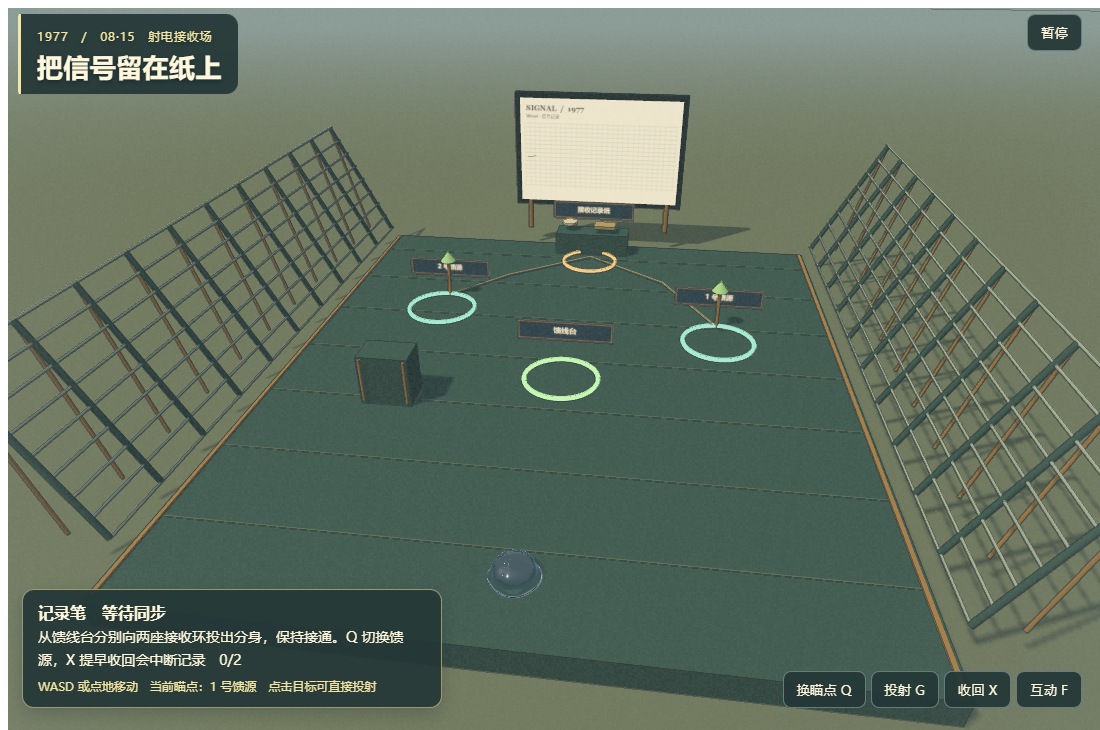 1977 / 08·15 射电接收场
把信号留在纸上
暂停
SIGNAL / 1977
接收记录纸
馈线台
记录笔 等待同步
从馈线台分别向两座接收环投出分身，保持接通。Q 切换馈
源，X 提早收回会中断记录 0/2
WASD 或点地移动 当前瞄点：1 号馈源 点击目标可直接投射
换瞄点 Q
投射 G
收回 X
互动 F